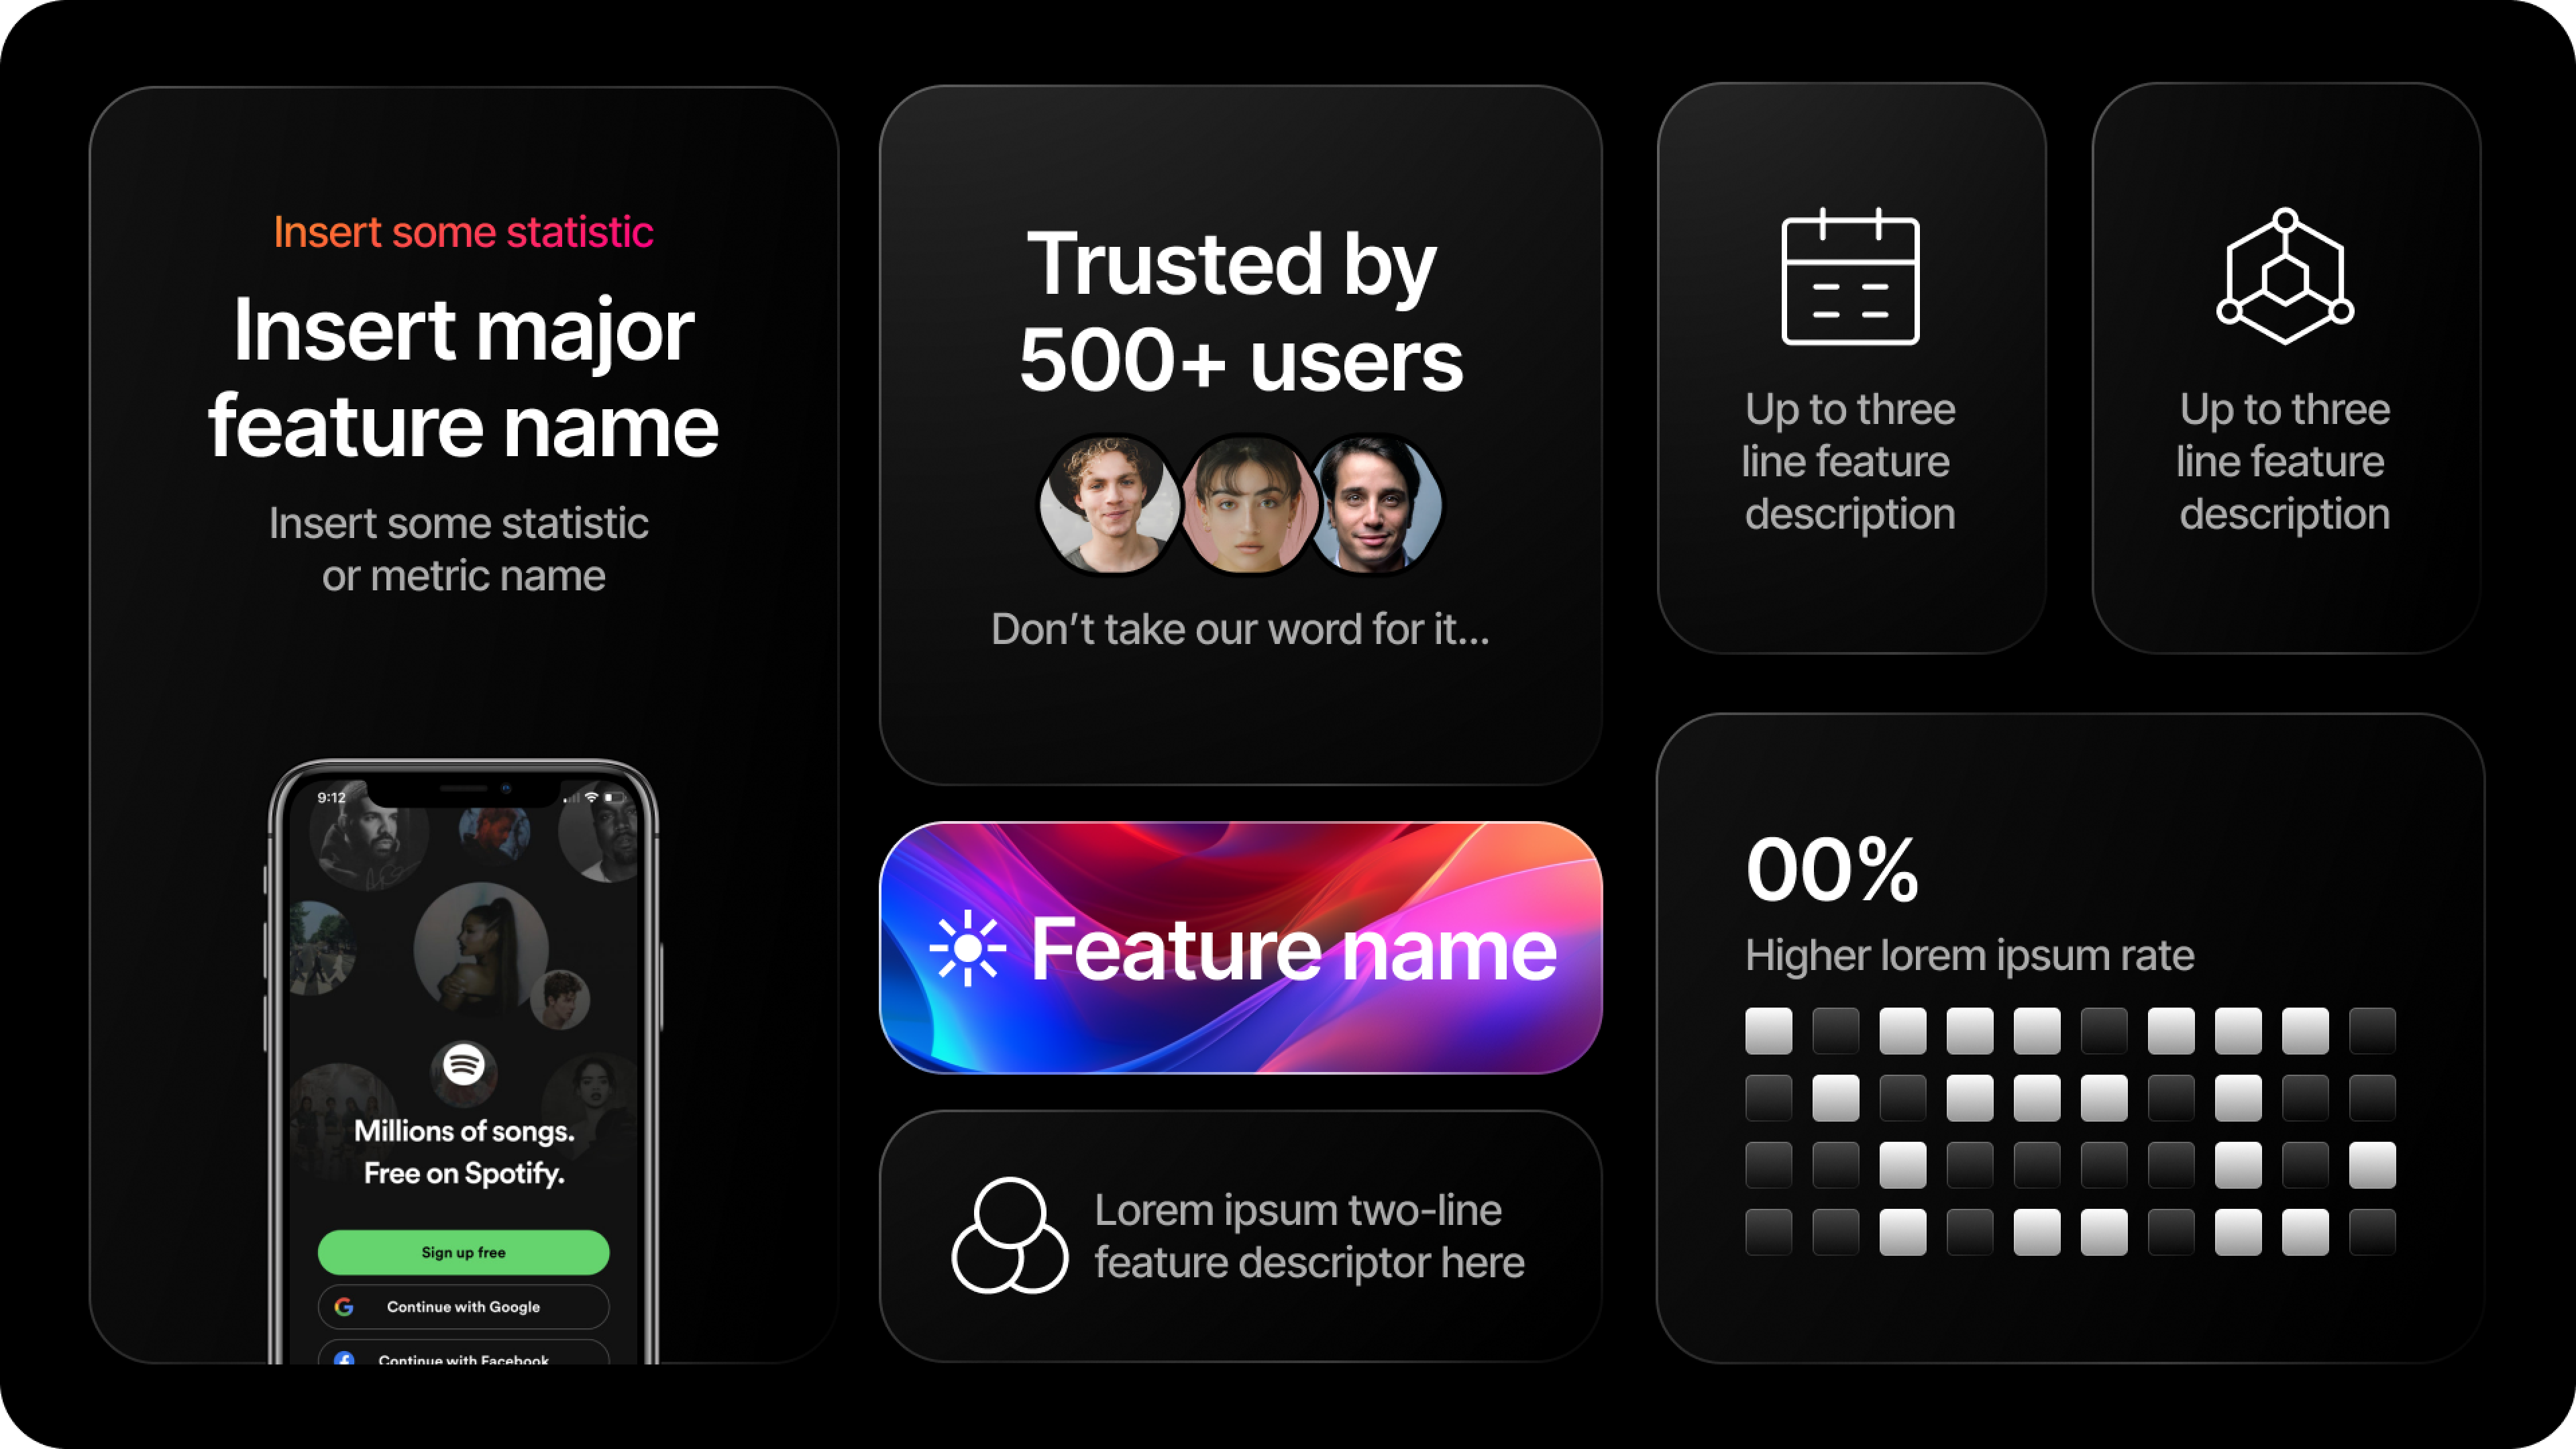 Insert some statistic
Insert major
feature name
Insert some statistic
or metric name
9:12
Millions of songs.
Free on Spotify.
Sign up free
Continue with Google
Continue with Facebook
Trusted by
500+ users
Don’t take our word for it...
Feature name
Lorem ipsum two-line
feature descriptor here
Up to three
line feature
description
Up to three
line feature
description
00%
Higher lorem ipsum rate